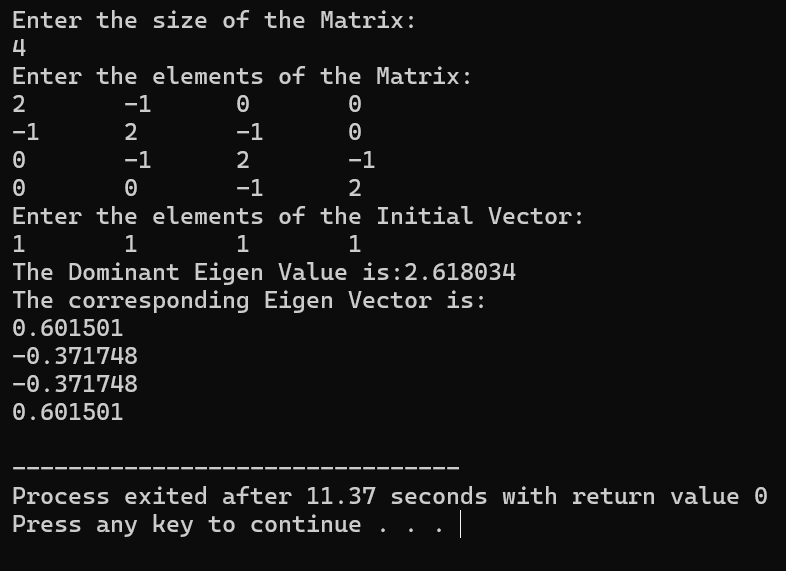 Enter the size of the Matrix:
4
Enter the elements of the Matrix:
2 -1 0 0
-1 2 -1 0
0 -1 2 -1
0 0 -1 2
Enter the elements of the Initial Vector:
1 1 1 1
The Dominant Eigen Value is:2.618034
The corresponding Eigen Vector is:
0.601501
-0.371748
-0.371748
0.601501
--------------------------------
Process exited after 11.37 seconds with return value 0
Press any key to continue . . .